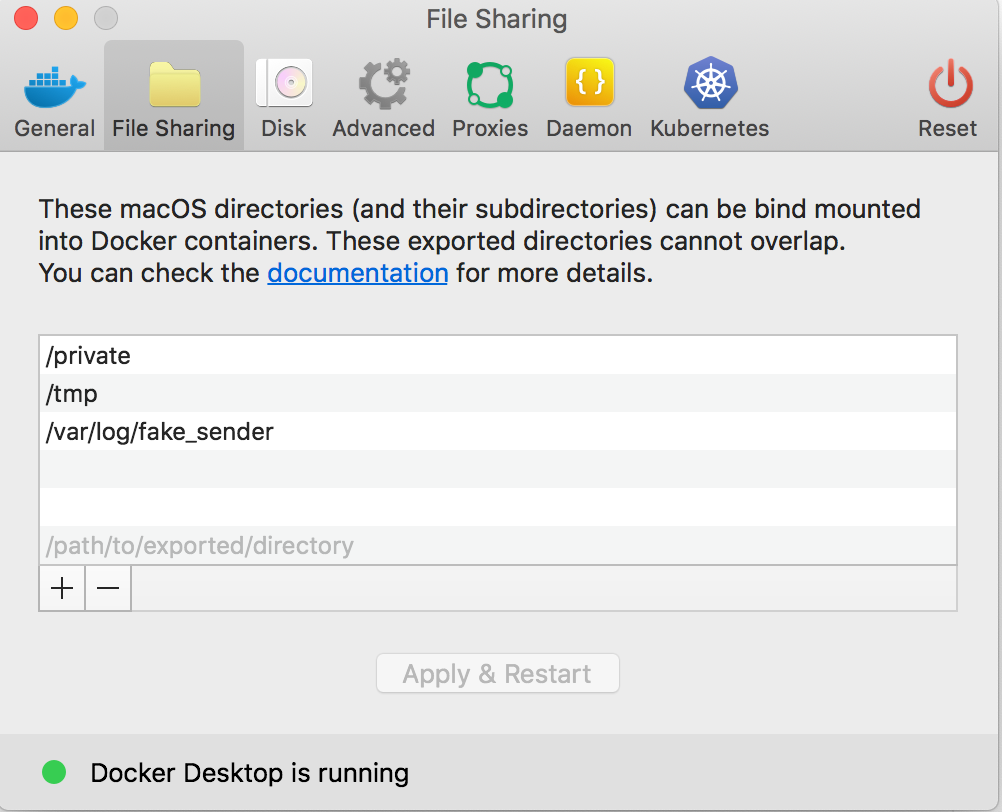 File Sharing
General
File Sharing
Disk
Advanced
Proxies
Daemon
Kubernetes
Reset
These macOS directories (and their subdirectories) can be bind mounted
into Docker containers. These exported directories cannot overlap.
You can check the documentation for more details.
/private
/tmp
/var/log/fake_sender
/path/to/exported/directory
Apply & Restart
Docker Desktop is running